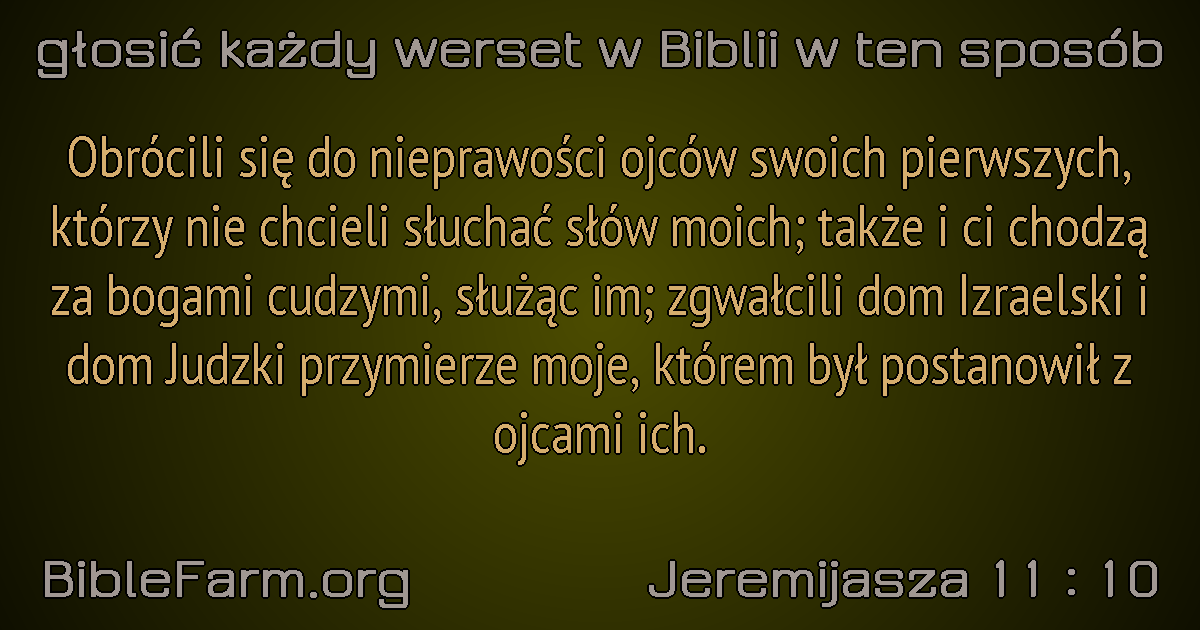 głosić każdy werset w Biblii w ten sposób
Obrócili się do nieprawości ojców swoich pierwszych,
którzy nie chcieli słuchać słów moich; także i ci chodzą
za bogami cudzymi, służąc im; zgwałcili dom Izraelski i
dom Judzki przymierze moje, którem był postanowił z
ojcami ich.
BibleFarm.org
Jeremijasza 11 : 10